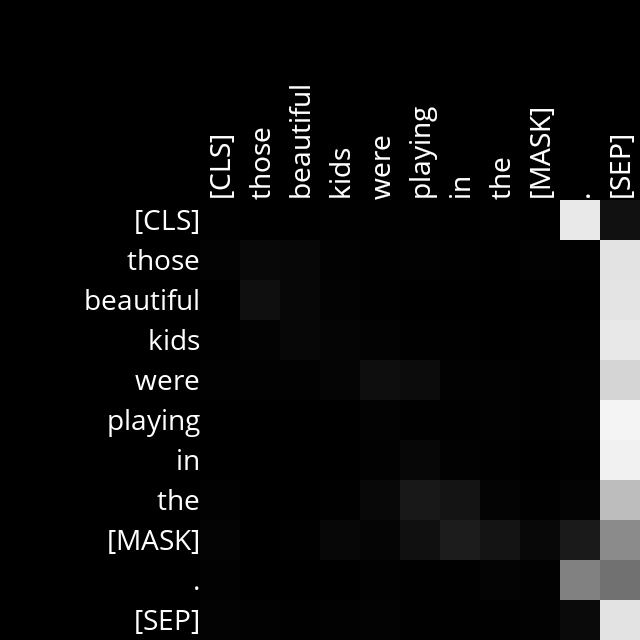 [CLS] those beautiful kids were playing in the [MASK] . [SEP]
[CLS]
those
beautiful
kids
were
playing
in
the
[MASK]
.
[SEP]